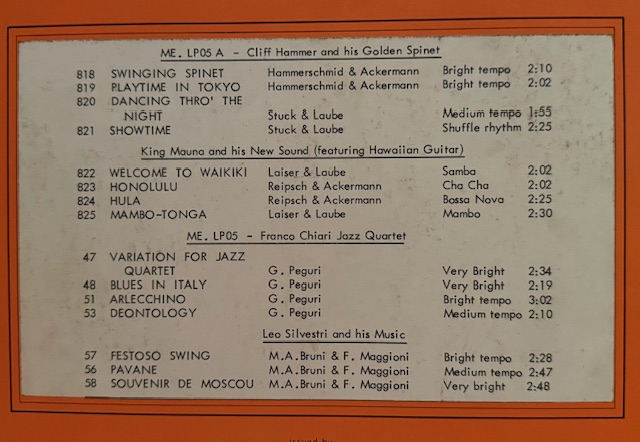 ME. LP05 A - Cliff Hammer and his Golden Spinet
818 SWINGING SPINET Hammerschmid & Ackermann Bright tempo 2:10
819 PLAYTIME IN TOKYO Hammerschmid & Ackermann Bright tempo 2:02
820 DANCING THRO' THE
NIGHT Stuck & Laube Medium tempo 1:55
821 SHOWTIME Stuck & Laube Shuffle rhythm 2:25
King Mauna and his New Sound (featuring Hawaiian Guitar)
822 WELCOME TO WAIKIKI Laiser & Laube Samba 2:02
823 HONOLULU Reipsch & Ackermann Cha Cha 2:02
824 HULA Reipsch & Ackermann Bossa Nova 2:25
825 MAMBO-TONGA Laiser & Laube Mambo 2:30
ME. LP05 - Franco Chiari Jazz Quartet
47 VARIATION FOR JAZZ
QUARTET G. Peguri Very Bright 2:34
48 BLUES IN ITALY G. Peguri Very Bright 2:19
51 ARLECCHINO G. Peguri Bright tempo 3:02
53 DEONTOLOGY G. Peguri Medium tempo 2:10
Leo Silvestri and his Music
57 FESTOSO SWING M.A.Bruni & F. Maggioni Bright tempo 2:28
56 PAVANE M.A.Bruni & F. Maggioni Medium tempo 2:47
58 SOUVENIR DE MOSCOU M.A.Bruni & F. Maggioni Very bright 2:48